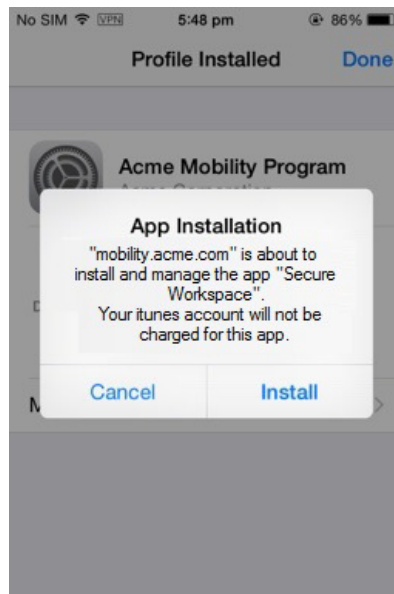 No SIM VPN 5:48 pm 86%
Profile Installed Done
Acme Mobility Program
App Installation
"mobility.acme.com" is about to
install and manage the app "Secure
Workspace".
Your itunes account will not be
charged for this app.
Cancel Install